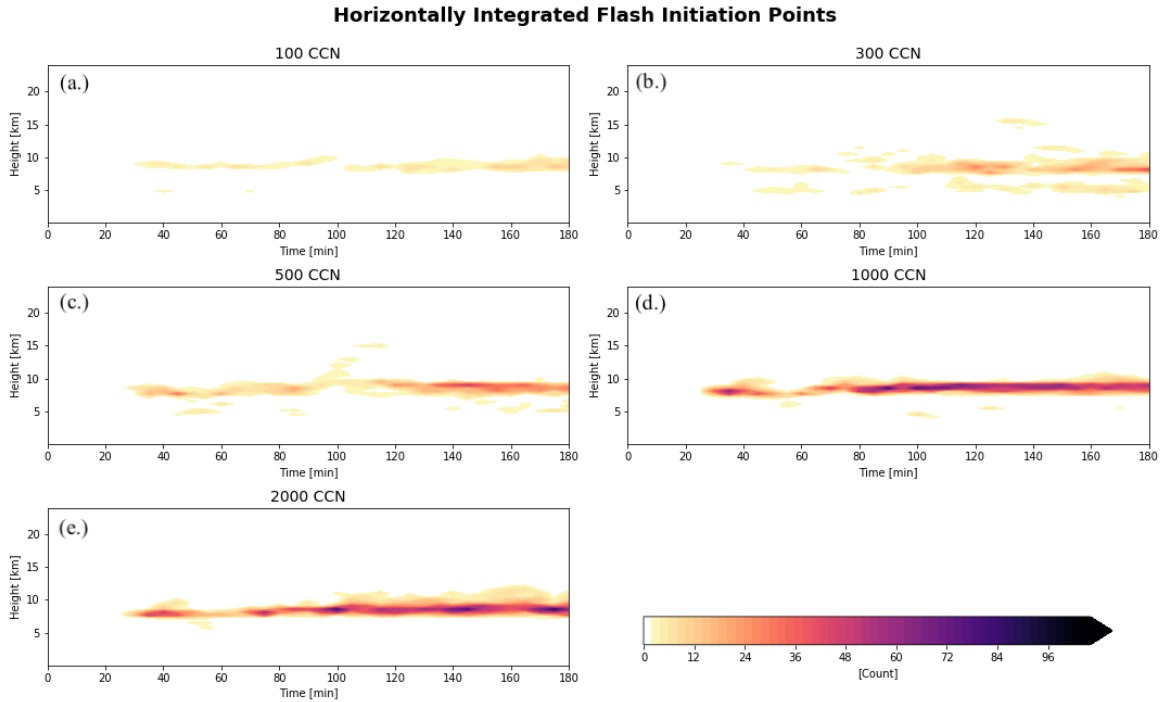 Horizontally Integrated Flash Initiation Points
100 CCN
(a.)
Height [km]
20
15
10
5
0 20 40 60 80 100 120 140 160 180
Time [min]
300 CCN
(b.)
Height [km]
20
15
10
5
0 20 40 60 80 100 120 140 160 180
Time [min]
500 CCN
(c.)
Height [km]
20
15
10
5
0 20 40 60 80 100 120 140 160 180
Time [min]
1000 CCN
(d.)
Height [km]
20
15
10
5
0 20 40 60 80 100 120 140 160 180
Time [min]
2000 CCN
(e.)
Height [km]
20
15
10
5
0 20 40 60 80 100 120 140 160 180
Time [min]
0 12 24 36 48 60 72 84 96
[Count]